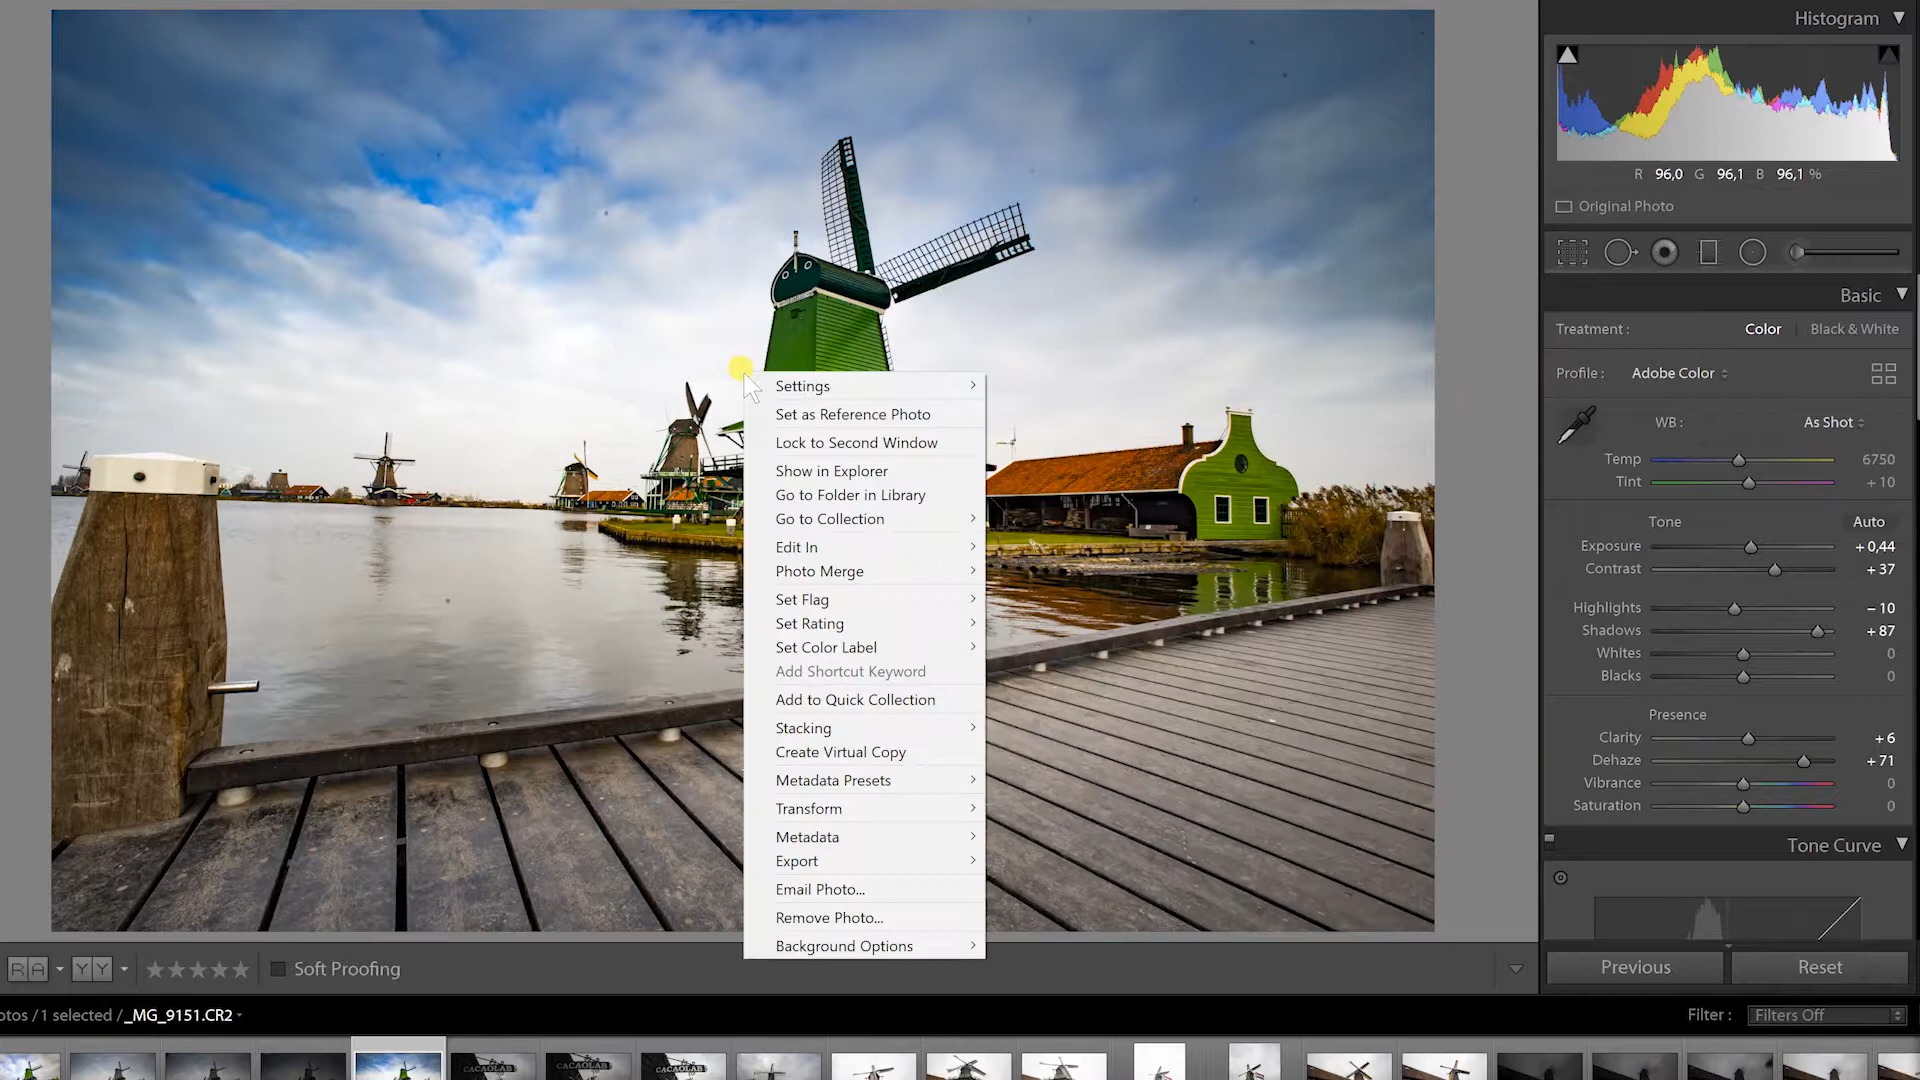 Histogram
R 96,0 G 96,1 B 96,1 %
Original Photo
Basic
Treatment : Color Black & White
Profile : Adobe Color
WB : As Shot
Temp 6750
Tint + 10
Tone Auto
Exposure + 0,44
Contrast + 37
Highlights – 10
Shadows + 87
Whites 0
Blacks 0
Presence
Clarity + 6
Dehaze + 71
Vibrance 0
Saturation 0
Tone Curve
Previous Reset
Settings
Set as Reference Photo
Lock to Second Window
Show in Explorer
Go to Folder in Library
Go to Collection
Edit In
Photo Merge
Set Flag
Set Rating
Set Color Label
Add Shortcut Keyword
Add to Quick Collection
Stacking
Create Virtual Copy
Metadata Presets
Transform
Metadata
Export
Email Photo...
Remove Photo...
Background Options
R A Y Y Soft Proofing
otos / 1 selected / _MG_9151.CR2
Filter : Filters Off
CACAOLAB CACAOLAB CACAOLAB